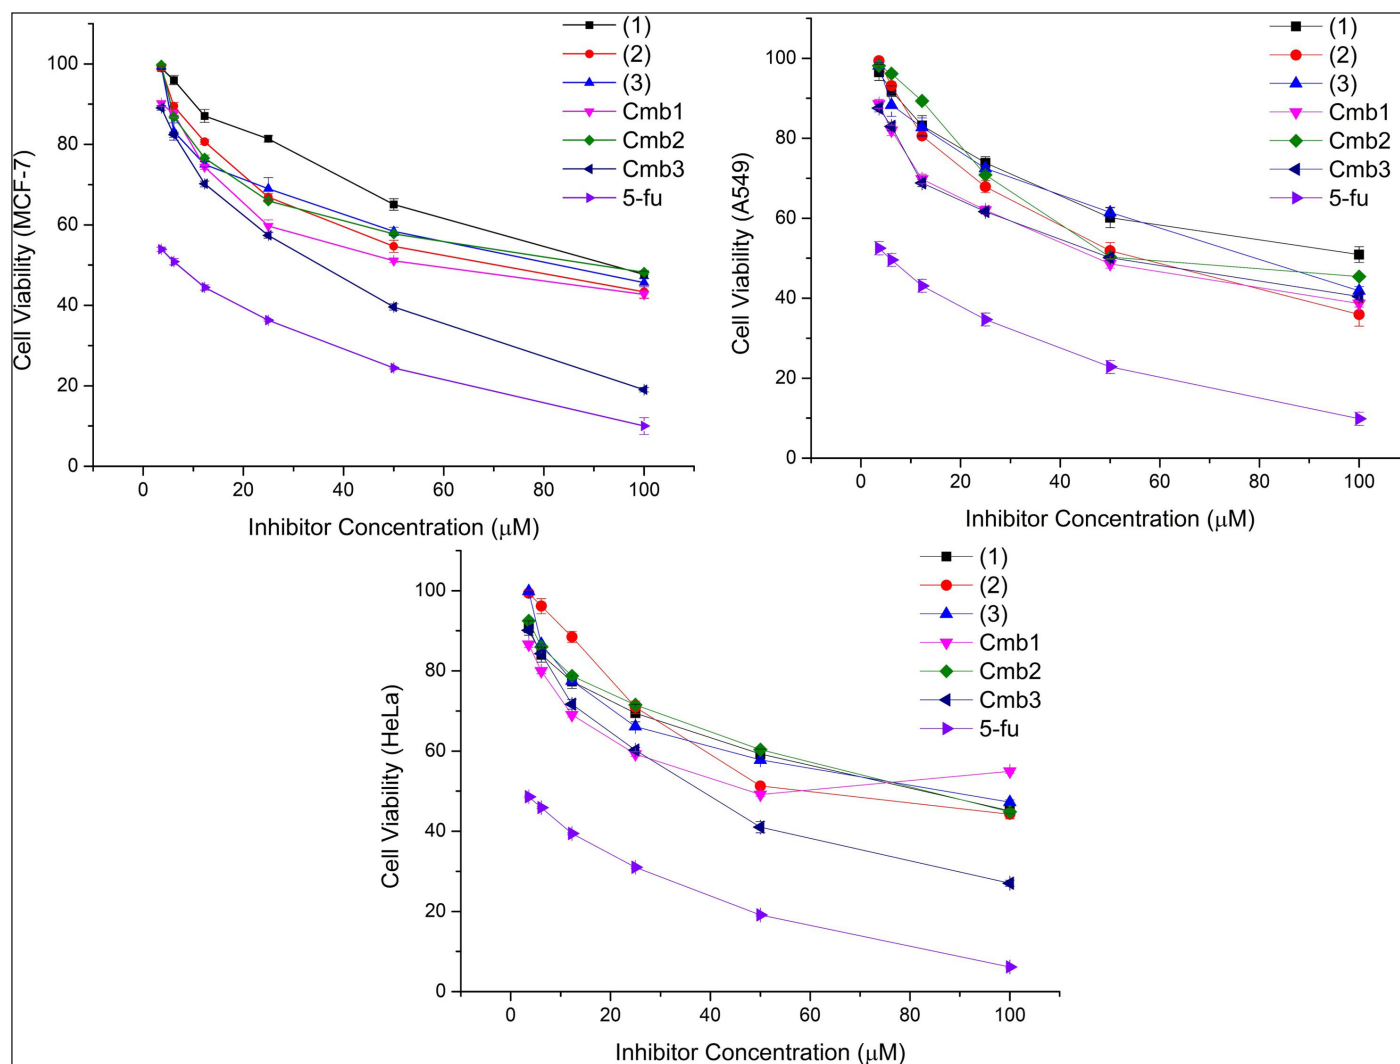 Cell Viability (MCF-7)
100
80
60
40
20
0
0 20 40 60 80 100
Inhibitor Concentration (μM)
(1)
(2)
(3)
Cmb1
Cmb2
Cmb3
5-fu
Cell Viability (A549)
100
80
60
40
20
0
0 20 40 60 80 100
Inhibitor Concentration (μM)
(1)
(2)
(3)
Cmb1
Cmb2
Cmb3
5-fu
Cell Viability (HeLa)
100
80
60
40
20
0
0 20 40 60 80 100
Inhibitor Concentration (μM)
(1)
(2)
(3)
Cmb1
Cmb2
Cmb3
5-fu